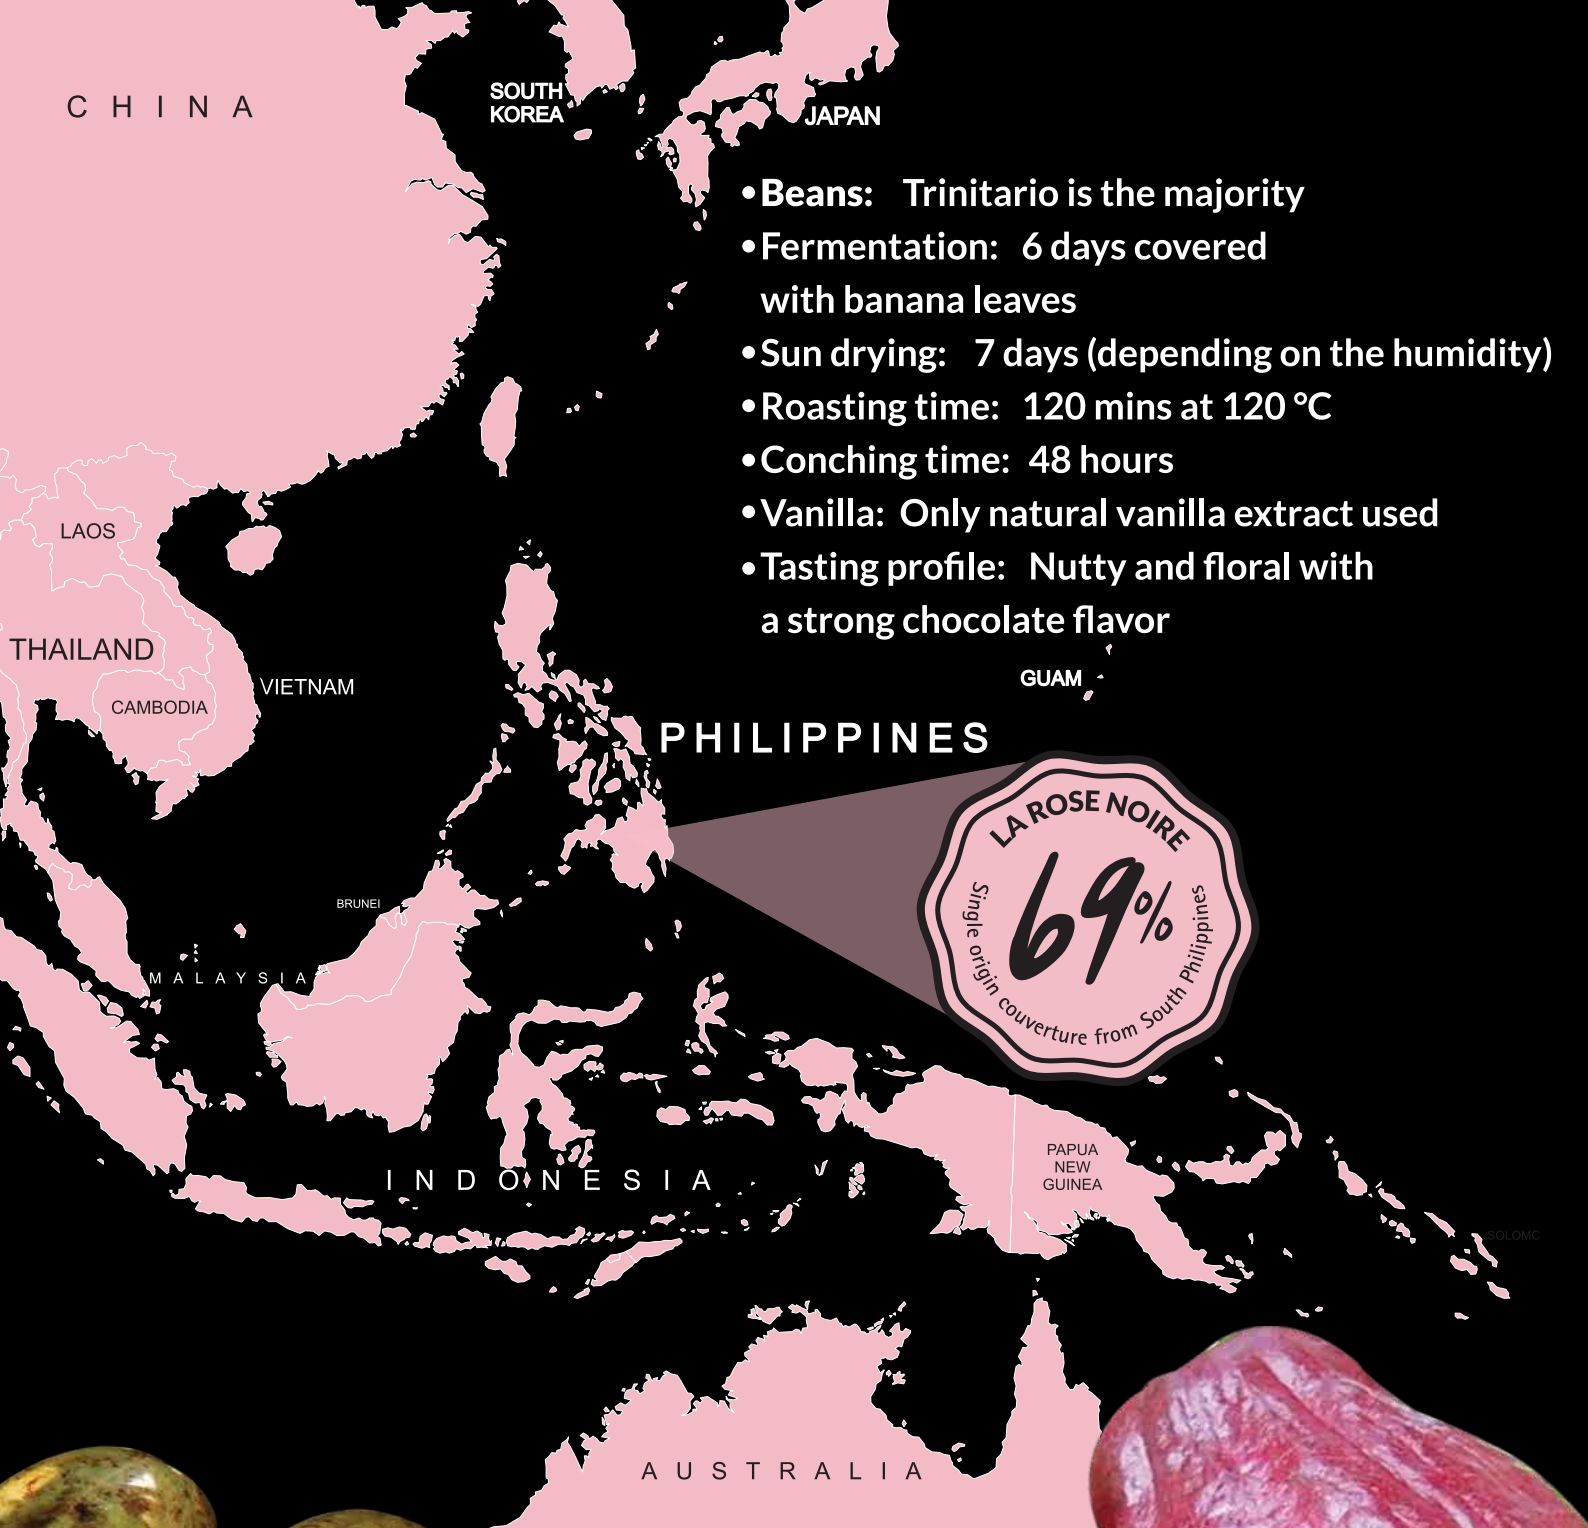 CHINA
SOUTH
KOREA
JAPAN
•Beans: Trinitario is the majority
•Fermentation: 6 days covered
with banana leaves
•Sun drying: 7 days (depending on the humidity)
•Roasting time: 120 mins at 120 °C
•Conching time: 48 hours
•Vanilla: Only natural vanilla extract used
•Tasting profile: Nutty and floral with
a strong chocolate flavor
LAOS
THAILAND
CAMBODIA
VIETNAM
GUAM
PHILIPPINES
LA ROSE NOIRE
69%
Single origin couverture from South Philippines
BRUNEI
MALAYSIA
INDONESIA
PAPUA
NEW
GUINEA
SOLOMC
AUSTRALIA